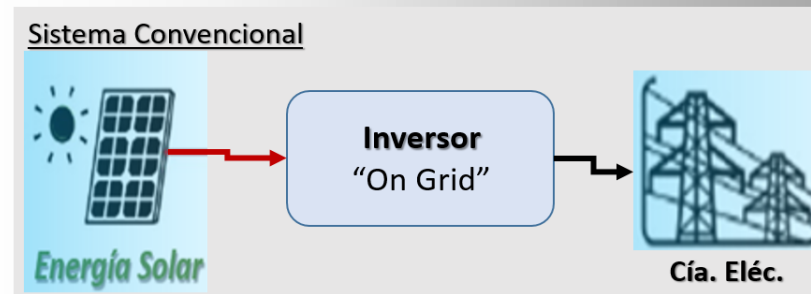 Sistema Convencional
Inversor
“On Grid”
Energía Solar
Cía. Eléc.